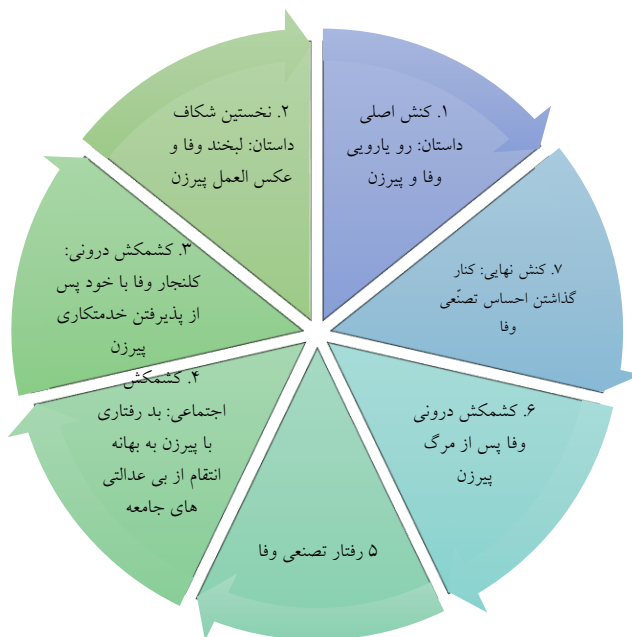 ۱. کنش اصلی
داستان: رو یارویی
وفا و پیرزن
۲. نخستین شکاف
داستان: لبخند وفا و
عکس العمل پیرزن
۳. کشمکش درونی:
کلنجار وفا با خود پس
از پذیرفتن خدمتکاری
پیرزن
۴. کشمکش
اجتماعی: بد رفتاری
با پیرزن به بهانه
انتقام از بی عدالتی
های جامعه
۵ رفتار تصنعی وفا
۶. کشمکش درونی
وفا پس از مرگ
پیرزن
۷. کنش نهایی: کنار
گذاشتن احساس تصنّعی
وفا